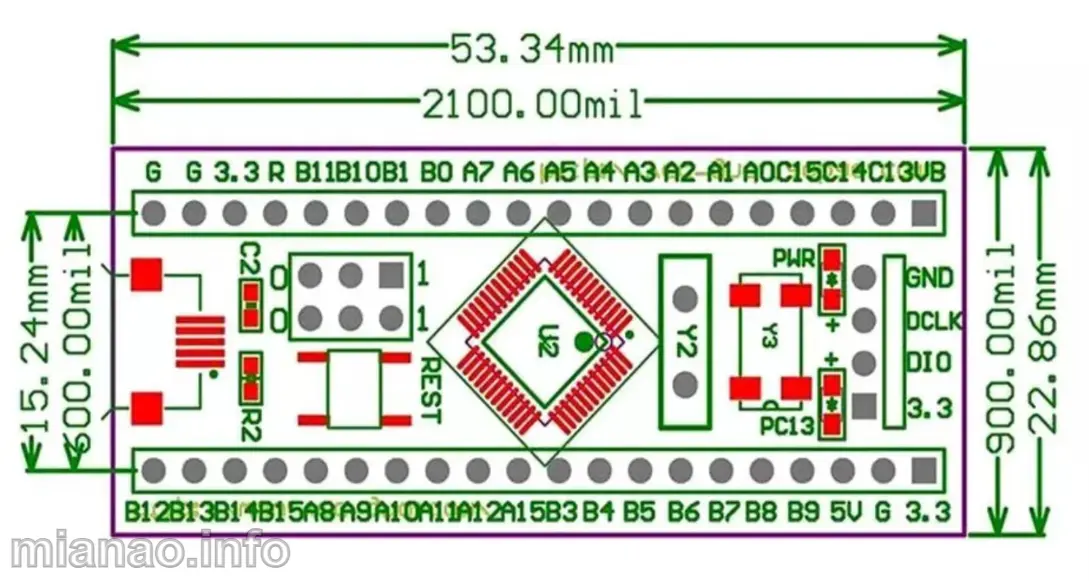 53.34mm
2100.00mil
G G 3.3 R B11 B10 B1 B0 A7 A6 A5 A4 A3 A2 A1 A0 C15 C14 C13 VB
15.24mm
600.00mil
C2
0 1
0 1
R2
REST
U2
Y2
Y3
PWR
+
+
PC13
GND
DCLK
DIO
3.3
900.00mil
22.86mm
B12 B13 B14 B15 A8 A9 A10 A11 A12 A15 B3 B4 B5 B6 B7 B8 B9 5V G 3.3
mianao.info